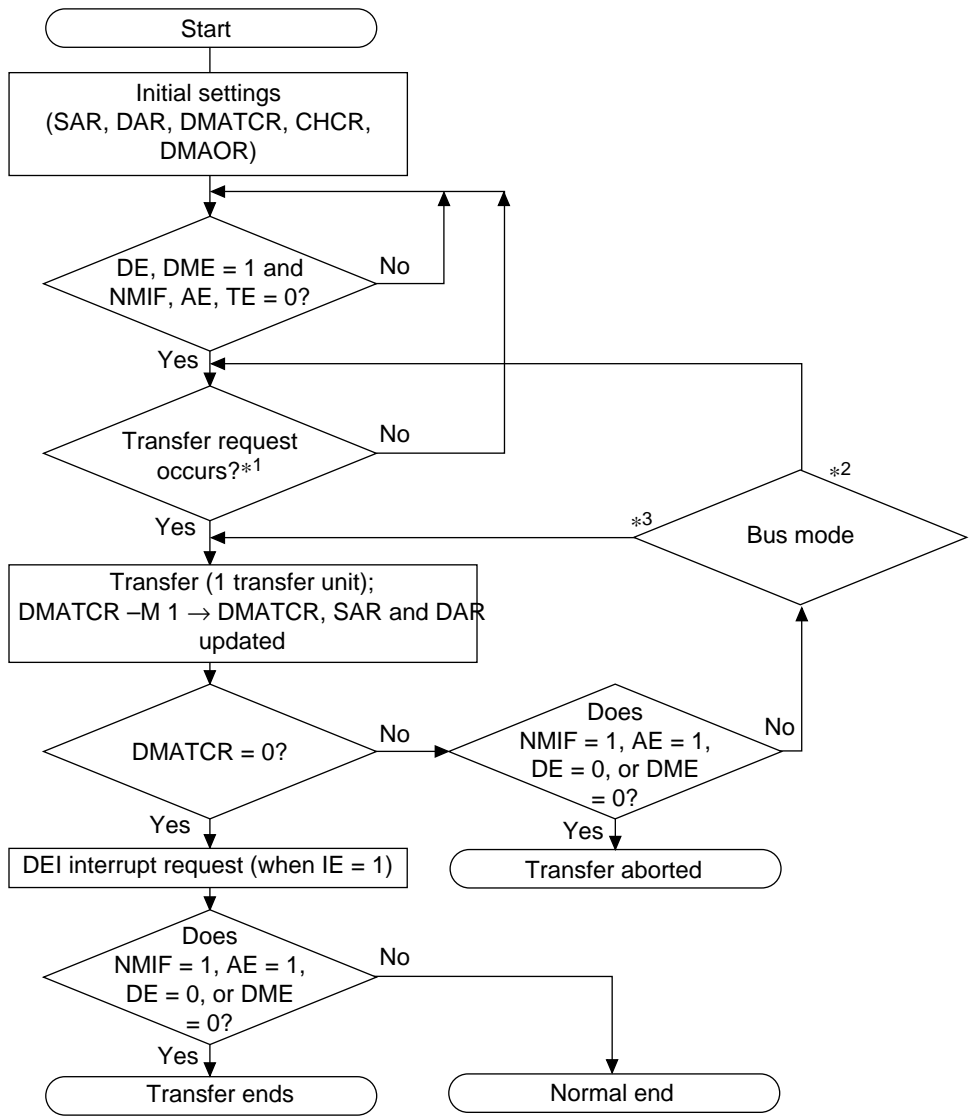 Start
Initial settings
(SAR, DAR, DMATCR, CHCR,
DMAOR)
DE, DME = 1 and
NMIF, AE, TE = 0?
No
Yes
Transfer request
occurs?*1
No
Yes
*2
*3
Bus mode
Transfer (1 transfer unit);
DMATCR –M 1 → DMATCR, SAR and DAR
updated
DMATCR = 0?
No
Does
NMIF = 1, AE = 1,
DE = 0, or DME
= 0?
No
Yes
Yes
DEI interrupt request (when IE = 1)
Transfer aborted
Does
NMIF = 1, AE = 1,
DE = 0, or DME
= 0?
No
Yes
Transfer ends
Normal end